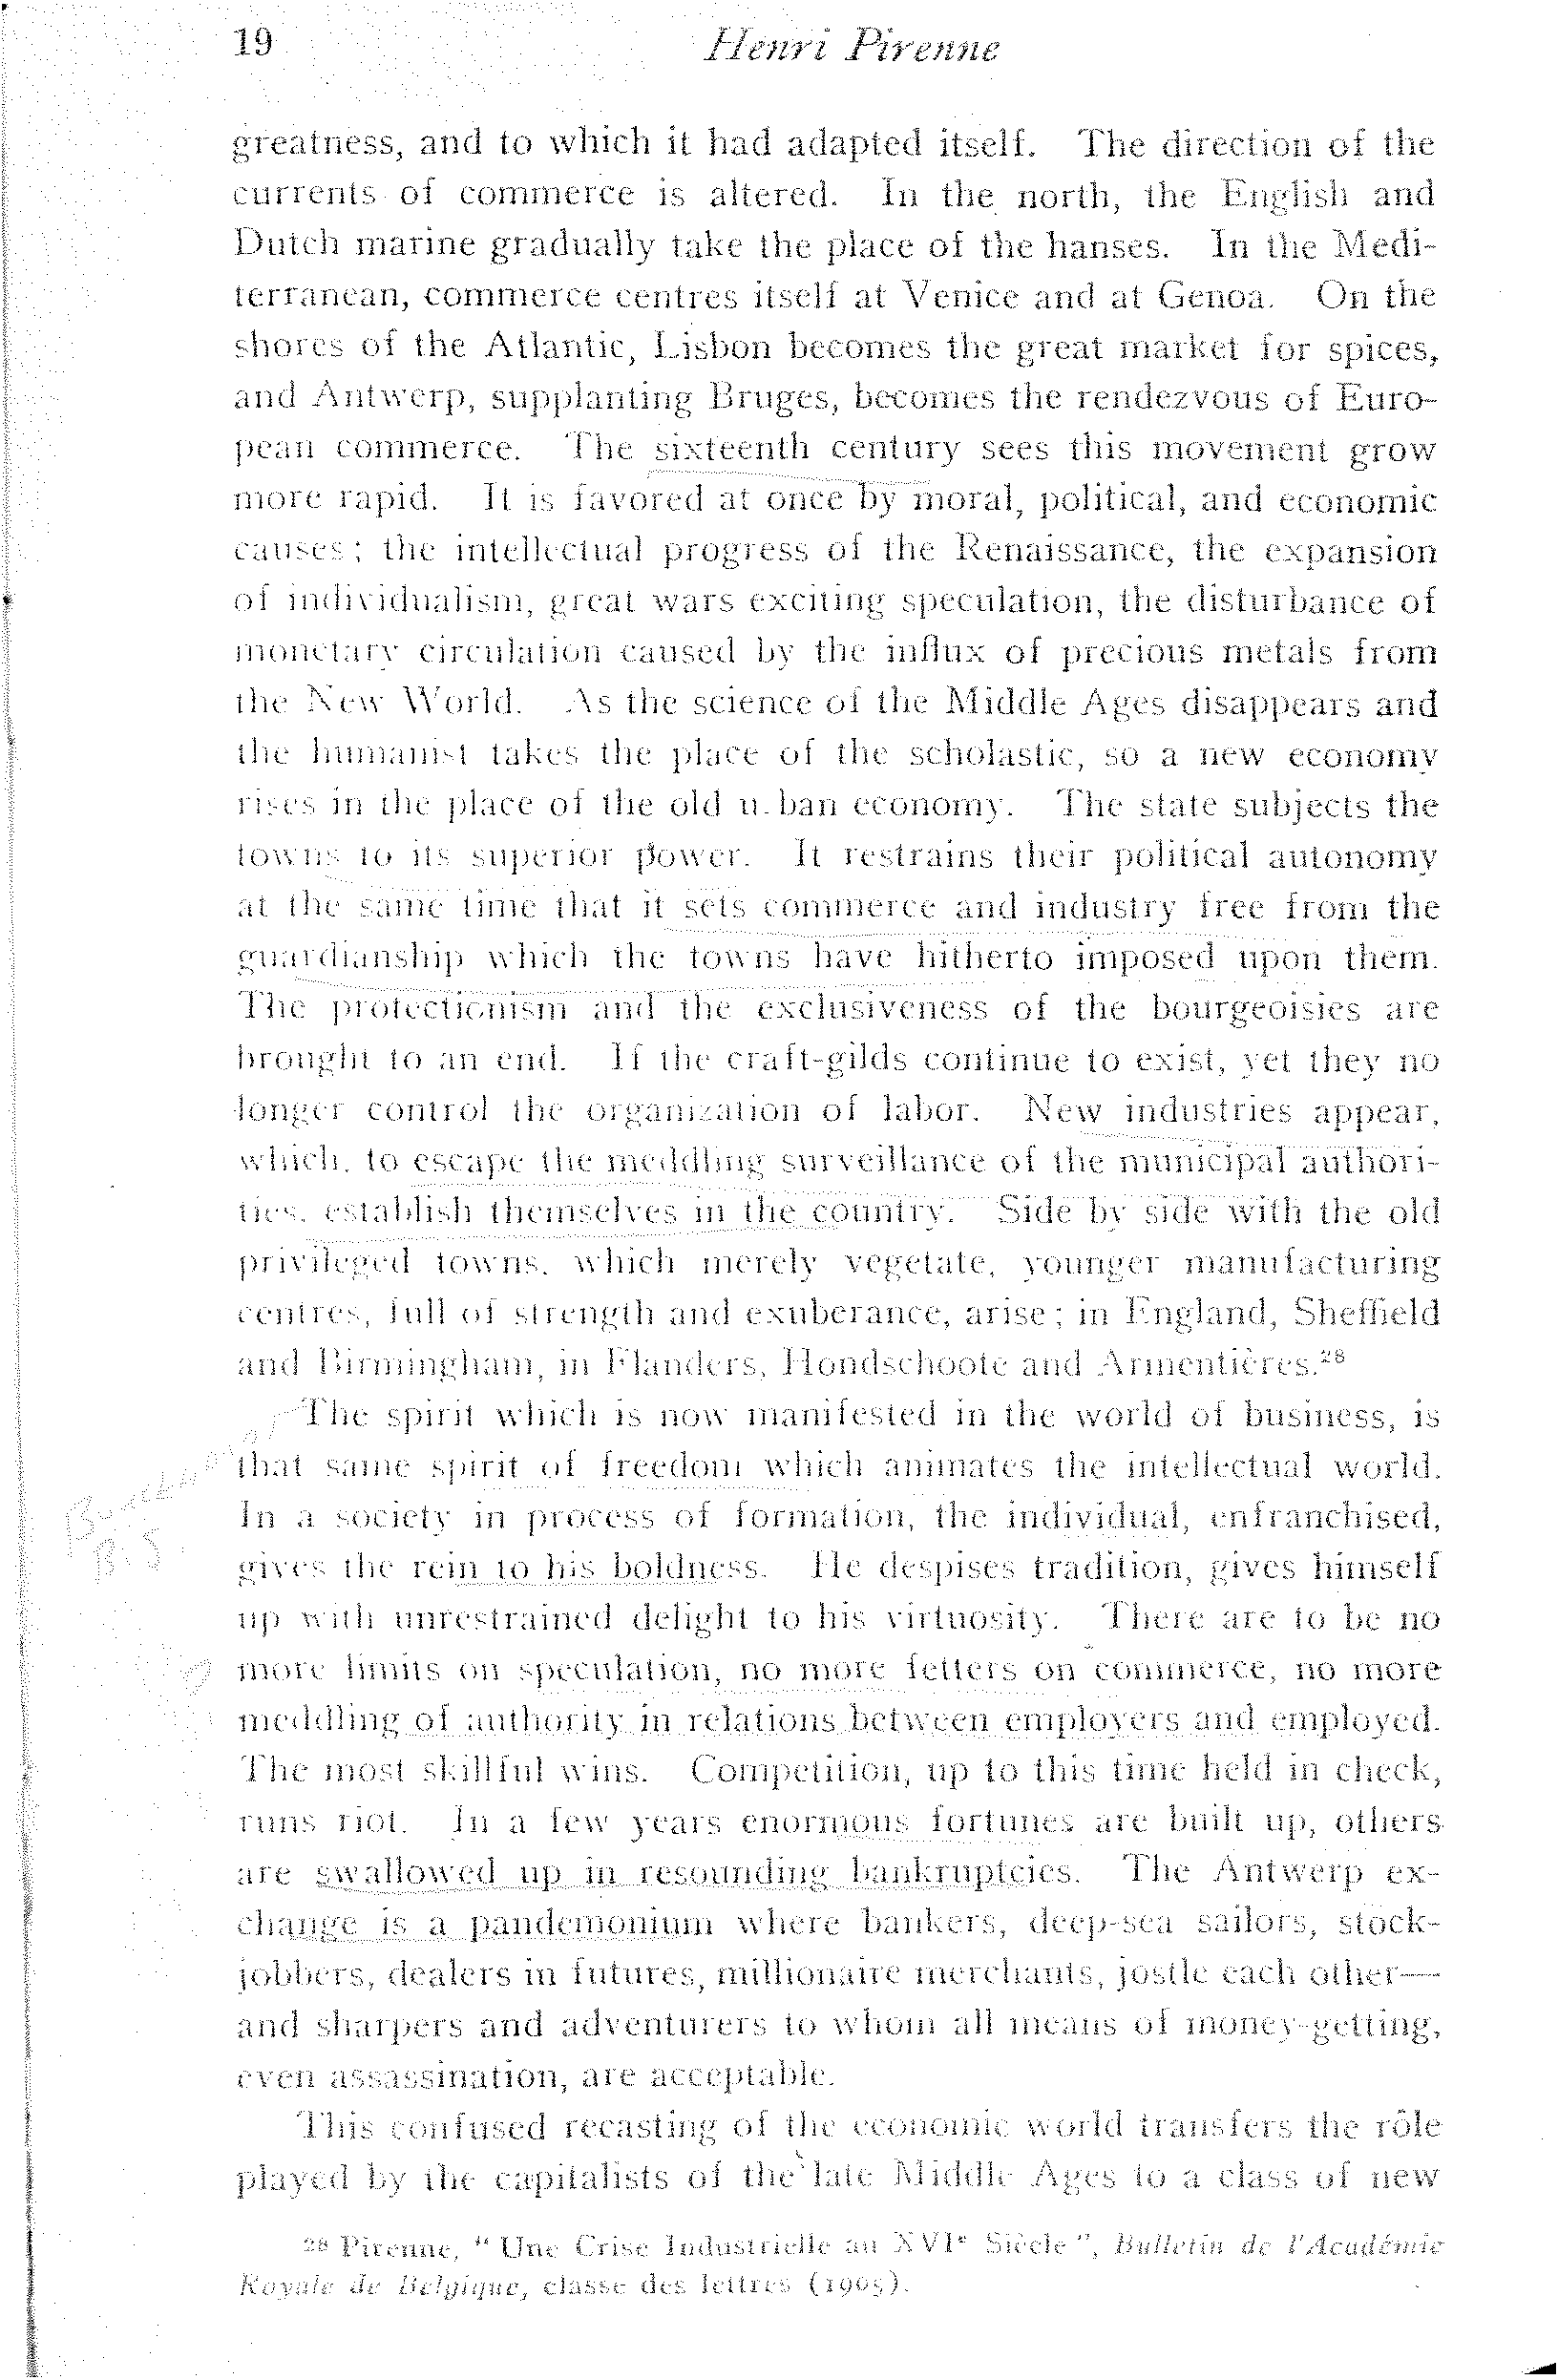 19
Henri Pirenne
greatness, and to which it had adapted itself. The direction of the
currents of commerce is altered. In the north, the English and
Dutch marine gradually take the place of the hanses. In the Medi-
terranean, commerce centres itself at Venice and at Genoa. On the
shores of the Atlantic, Lisbon becomes the great market for spices,
and Antwerp, supplanting Bruges, becomes the rendezvous of Euro-
pean commerce. The sixteenth century sees this movement grow
more rapid. It is favored at once by moral, political, and economic
causes; the intellectual progress of the Renaissance, the expansion
of individualism, great wars exciting speculation, the disturbance of
monetary circulation caused by the influx of precious metals from
the New World. As the science of the Middle Ages disappears and
the humanist takes the place of the scholastic, so a new economy
rises in the place of the old u.ban economy. The state subjects the
towns to its superior power. It restrains their political autonomy
at the same time that it sets commerce and industry free from the
guardianship which the towns have hitherto imposed upon them.
The protectionism and the exclusiveness of the bourgeoisies are
brought to an end. If the craft-gilds continue to exist, yet they no
longer control the organization of labor. New industries appear,
which, to escape the meddling surveillance of the municipal authori-
ties, establish themselves in the country. Side by side with the old
privileged towns, which merely vegetate, younger manufacturing
centres, full of strength and exuberance, arise; in England, Sheffield
and Birmingham, in Flanders, Hondschoote and Armentières.28
The spirit which is now manifested in the world of business, is
that same spirit of freedom which animates the intellectual world.
In a society in process of formation, the individual, enfranchised,
gives the rein to his boldness. He despises tradition, gives himself
up with unrestrained delight to his virtuosity. There are to be no
more limits on speculation, no more fetters on commerce, no more
meddling of authority in relations between employers and employed.
The most skillful wins. Competition, up to this time held in check,
runs riot. In a few years enormous fortunes are built up, others
are swallowed up in resounding bankruptcies. The Antwerp ex-
change is a pandemonium where bankers, deep-sea sailors, stock-
jobbers, dealers in futures, millionaire merchants, jostle each other—
and sharpers and adventurers to whom all means of money-getting,
even assassination, are acceptable.
This confused recasting of the economic world transfers the rôle
played by the capitalists of the late Middle Ages to a class of new
28 Pirenne, "Une Crise Industrielle au XVIe Siècle", Bulletin de l'Académie
Royale de Belgique, classe des lettres (1905).